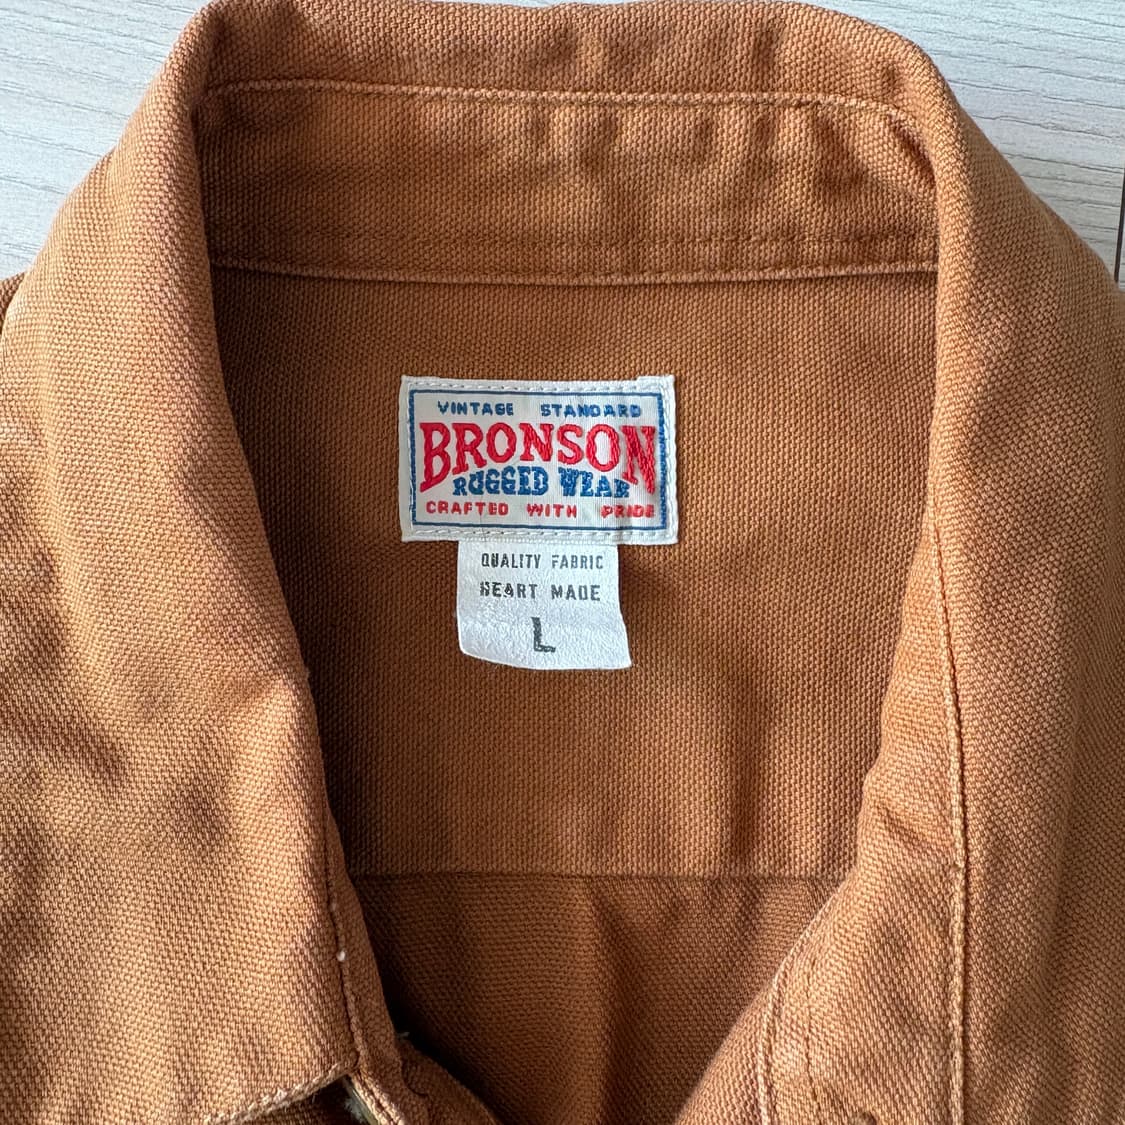 VINTAGE STANDARD
BRONSON
RUGGED WEAR
CRAFTED WITH PRIDE
QUALITY FABRIC
HEART MADE
L